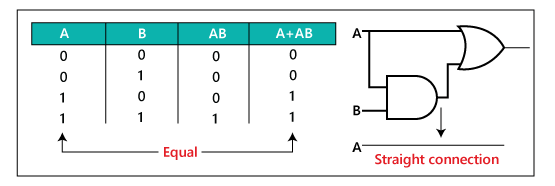 A B AB A+AB
0 0 0 0
0 1 0 0
1 0 0 1
1 1 1 1
Equal
A
B
A
Straight connection